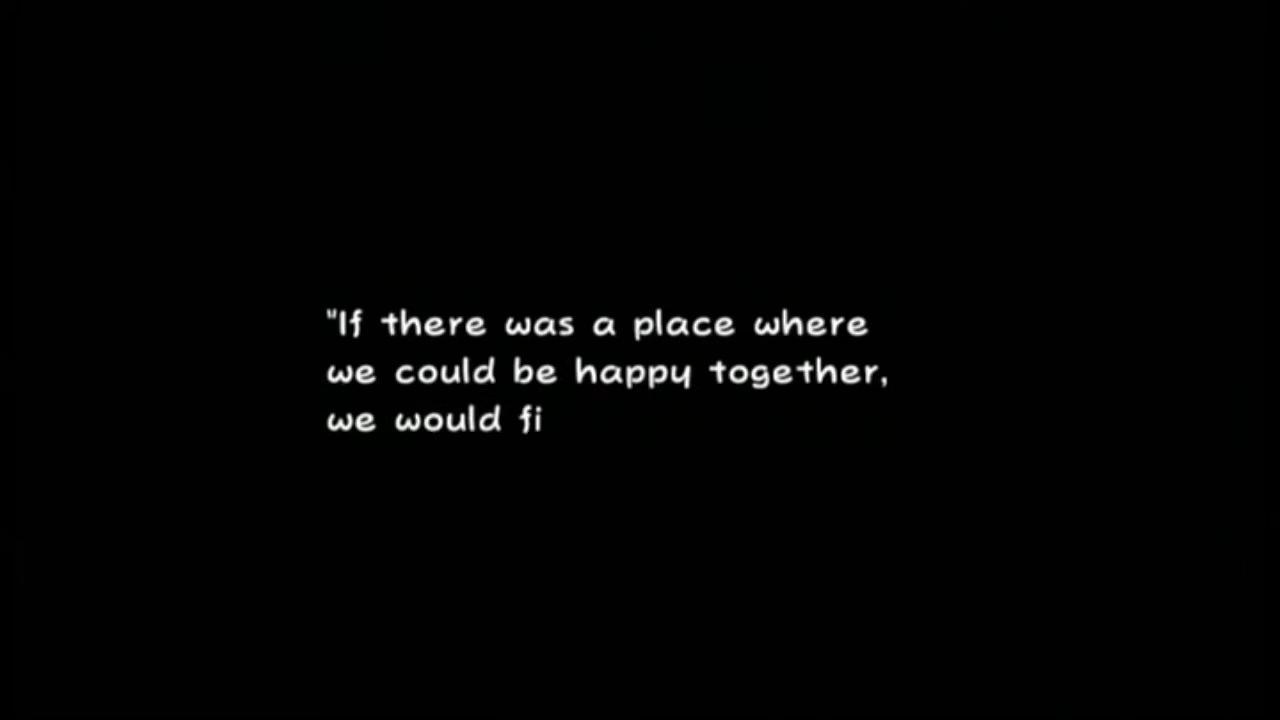 "If there was a place where
we could be happy together,
we would fi